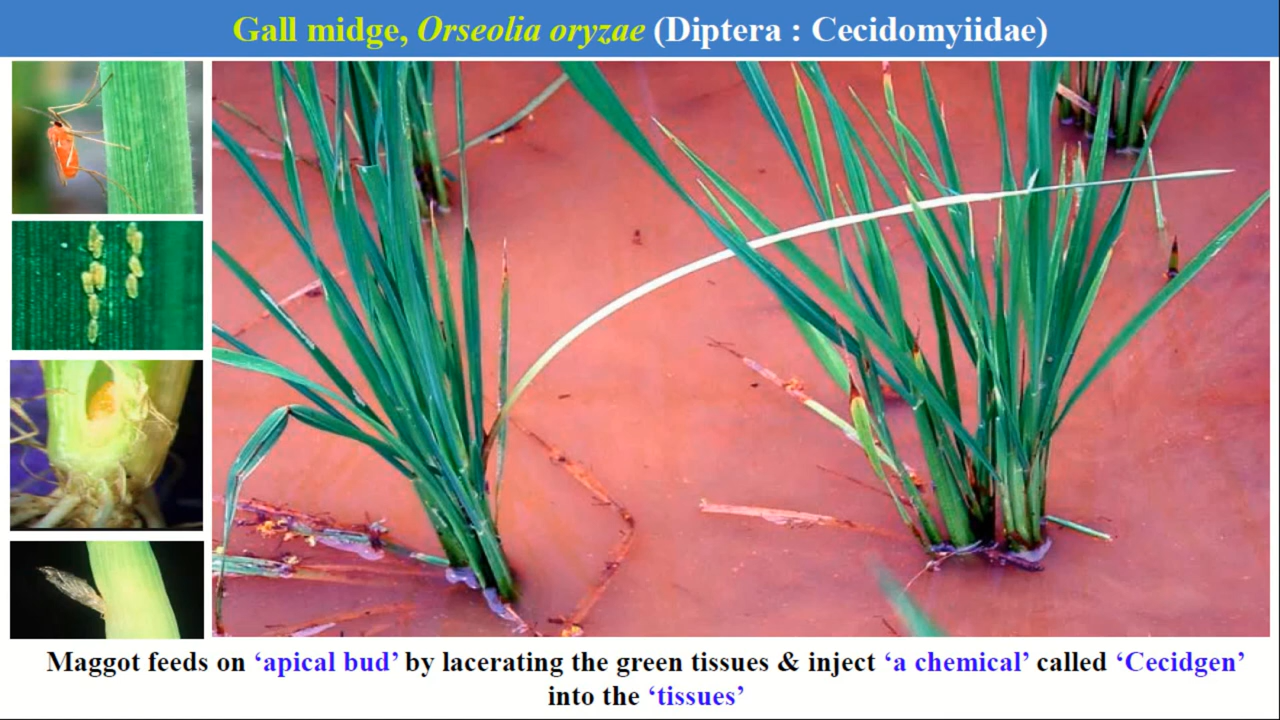 Gall midge, Orseolia oryzae (Diptera : Cecidomyiidae)
Maggot feeds on ‘apical bud’ by lacerating the green tissues & inject ‘a chemical’ called ‘Cecidgen’
into the ‘tissues’